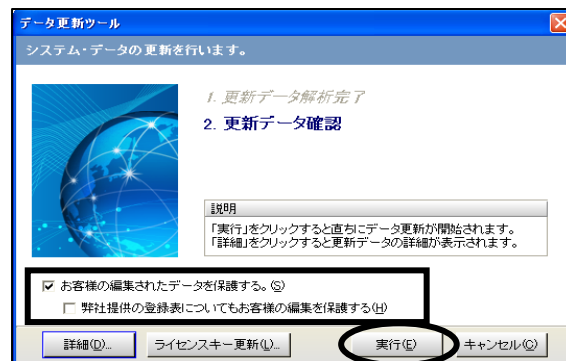 データ更新ツール
システム・データの更新を行います。
1. 更新データ解析完了
2. 更新データ確認
説明
「実行」をクリックすると直ちにデータ更新が開始されます。
「詳細」をクリックすると更新データの詳細が表示されます。
お客様の編集されたデータを保護する。(S)
弊社提供の登録表についてもお客様の編集を保護する(H)
詳細(D)... ライセンスキー更新(L)... 実行(E) キャンセル(C)